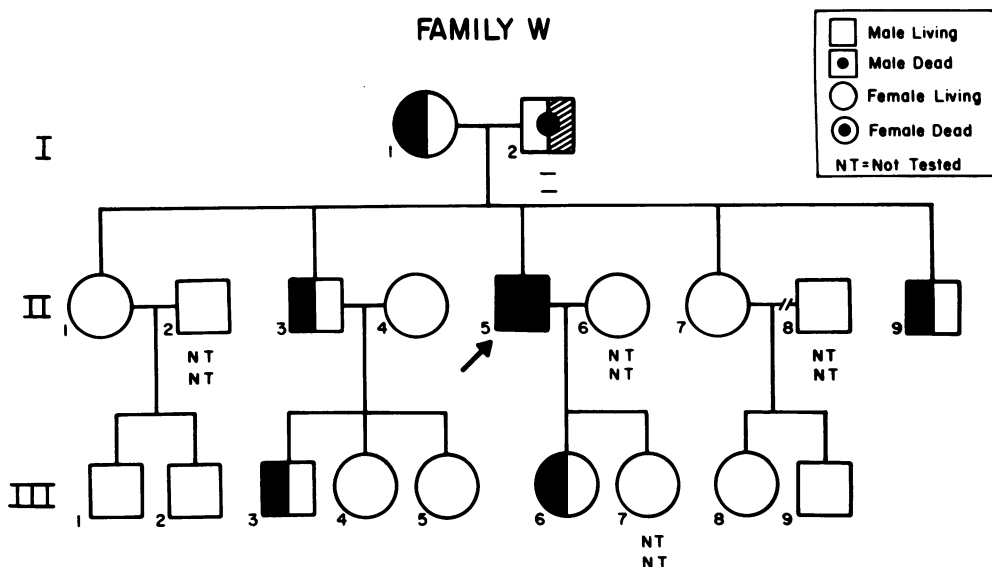 FAMILY W
Male Living
Male Dead
Female Living
Female Dead
NT=Not Tested
I
1
2
II
1
2
3
4
5
6
7
8
9
NT
NT
NT
NT
NT
NT
III
1
2
3
4
5
6
7
8
9
NT
NT